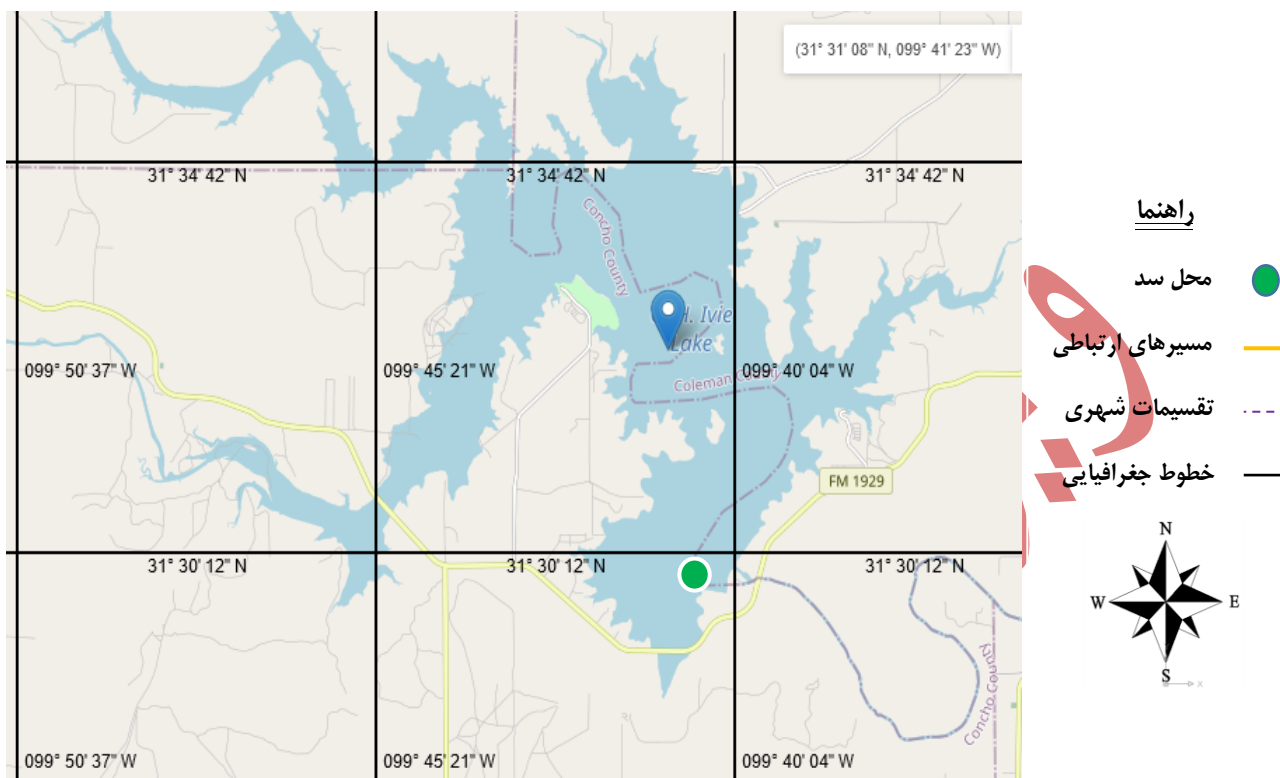 (31° 31' 08" N, 099° 41' 23" W)
31° 34' 42" N
31° 34' 42" N
31° 34' 42" N
Concho County
H. Ivie
Lake
099° 50' 37" W
099° 45' 21" W
099° 40' 04" W
Coleman County
FM 1929
31° 30' 12" N
31° 30' 12" N
31° 30' 12" N
Concho County
099° 50' 37" W
099° 45' 21" W
099° 40' 04" W
راهنما
محل سد
مسیرهای ارتباطی
تقسیمات شهری
خطوط جغرافیایی
N
W
E
S
X